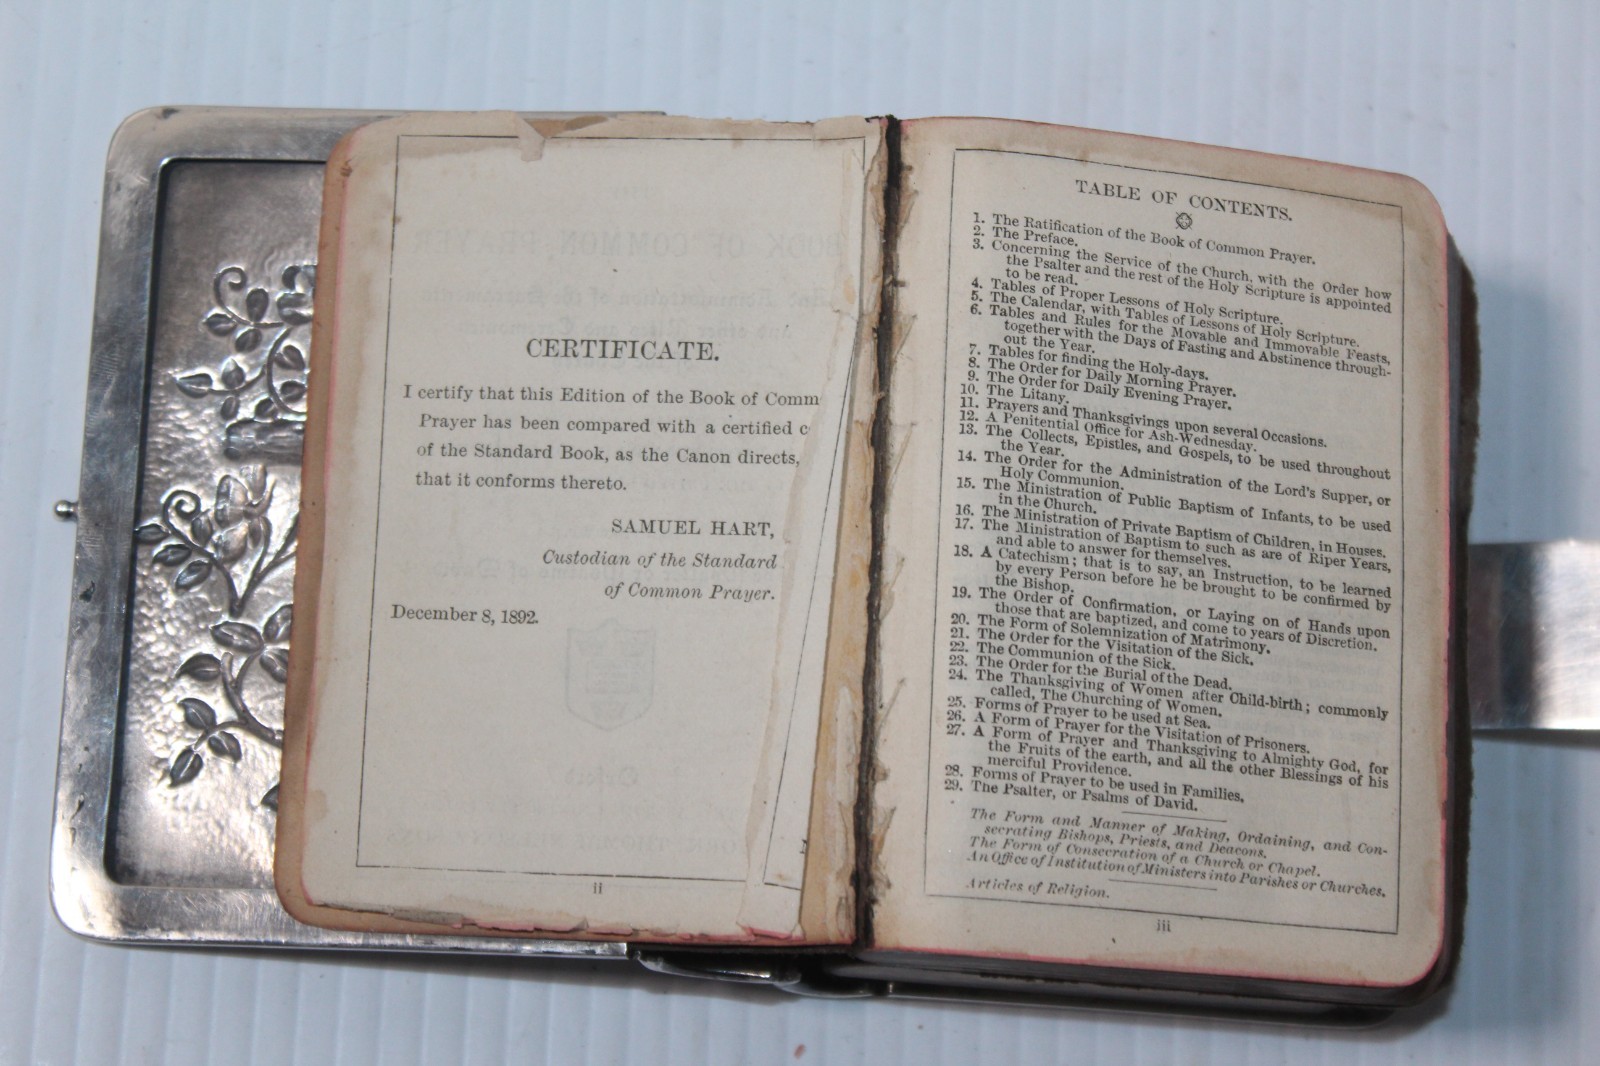 CERTIFICATE.
I certify that this Edition of the Book of Comm
Prayer has been compared with a certified c
of the Standard Book, as the Canon directs,
that it conforms thereto.
SAMUEL HART,
Custodian of the Standard
of Common Prayer.
December 8, 1892.
ii
TABLE OF CONTENTS.
1. The Ratification of the Book of Common Prayer.
2. The Preface.
3. Concerning the Service of the Church, with the Order how
the Psalter and the rest of the Holy Scripture is appointed
to be read.
4. Tables of Proper Lessons of Holy Scripture.
5. The Calendar, with Tables of Lessons of Holy Scripture.
6. Tables and Rules for the Movable and Immovable Feasts,
together with the Days of Fasting and Abstinence through-
out the Year.
7. Tables for finding the Holy-days.
8. The Order for Daily Morning Prayer.
9. The Order for Daily Evening Prayer.
10. The Litany.
11. Prayers and Thanksgivings upon several Occasions.
12. A Penitential Office for Ash-Wednesday.
13. The Collects, Epistles, and Gospels, to be used throughout
the Year.
14. The Order for the Administration of the Lord's Supper, or
Holy Communion.
15. The Ministration of Public Baptism of Infants, to be used
in the Church.
16. The Ministration of Private Baptism of Children, in Houses.
17. The Ministration of Baptism to such as are of Riper Years,
and able to answer for themselves.
18. A Catechism; that is to say, an Instruction, to be learned
by every Person before he be brought to be confirmed by
the Bishop.
19. The Order of Confirmation, or Laying on of Hands upon
those that are baptized, and come to years of Discretion.
20. The Form of Solemnization of Matrimony.
21. The Order for the Visitation of the Sick.
22. The Communion of the Sick.
23. The Order for the Burial of the Dead.
24. The Thanksgiving of Women after Child-birth; commonly
called, The Churching of Women.
25. Forms of Prayer to be used at Sea.
26. A Form of Prayer for the Visitation of Prisoners.
27. A Form of Prayer and Thanksgiving to Almighty God, for
the Fruits of the earth, and all the other Blessings of his
merciful Providence.
28. Forms of Prayer to be used in Families.
29. The Psalter, or Psalms of David.
The Form and Manner of Making, Ordaining, and Con-
secrating Bishops, Priests, and Deacons.
The Form of Consecration of a Church or Chapel.
An Office of Institution of Ministers into Parishes or Churches.
Articles of Religion.
iii